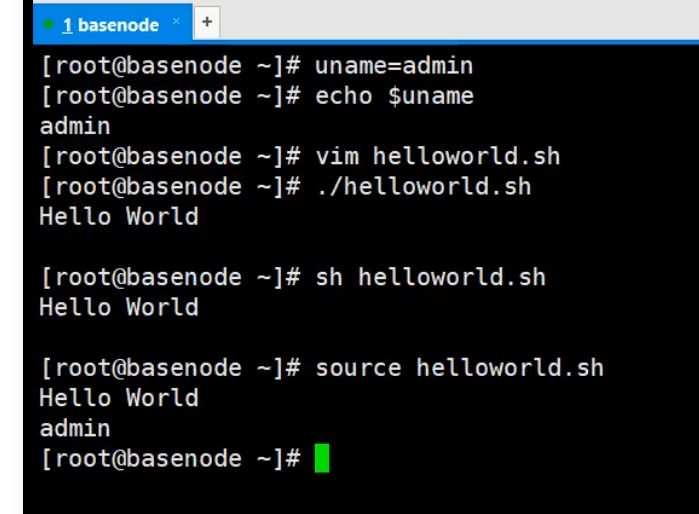 1 basenode × +
[root@basenode ~]# uname=admin
[root@basenode ~]# echo $uname
admin
[root@basenode ~]# vim helloworld.sh
[root@basenode ~]# ./helloworld.sh
Hello World
[root@basenode ~]# sh helloworld.sh
Hello World
[root@basenode ~]# source helloworld.sh
Hello World
admin
[root@basenode ~]#